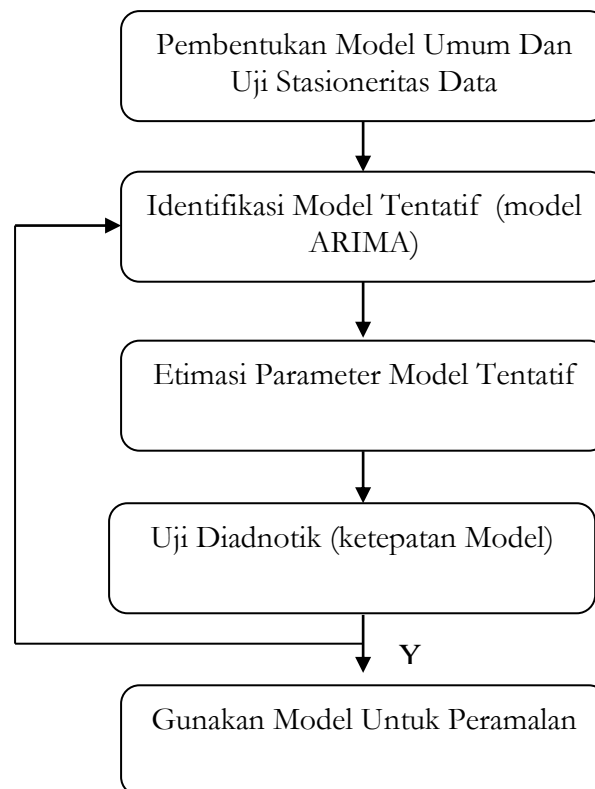 Pembentukan Model Umum Dan
Uji Stasioneritas Data
Identifikasi Model Tentatif (model
ARIMA)
Etimasi Parameter Model Tentatif
Uji Diadnotik (ketepatan Model)
Y
Gunakan Model Untuk Peramalan